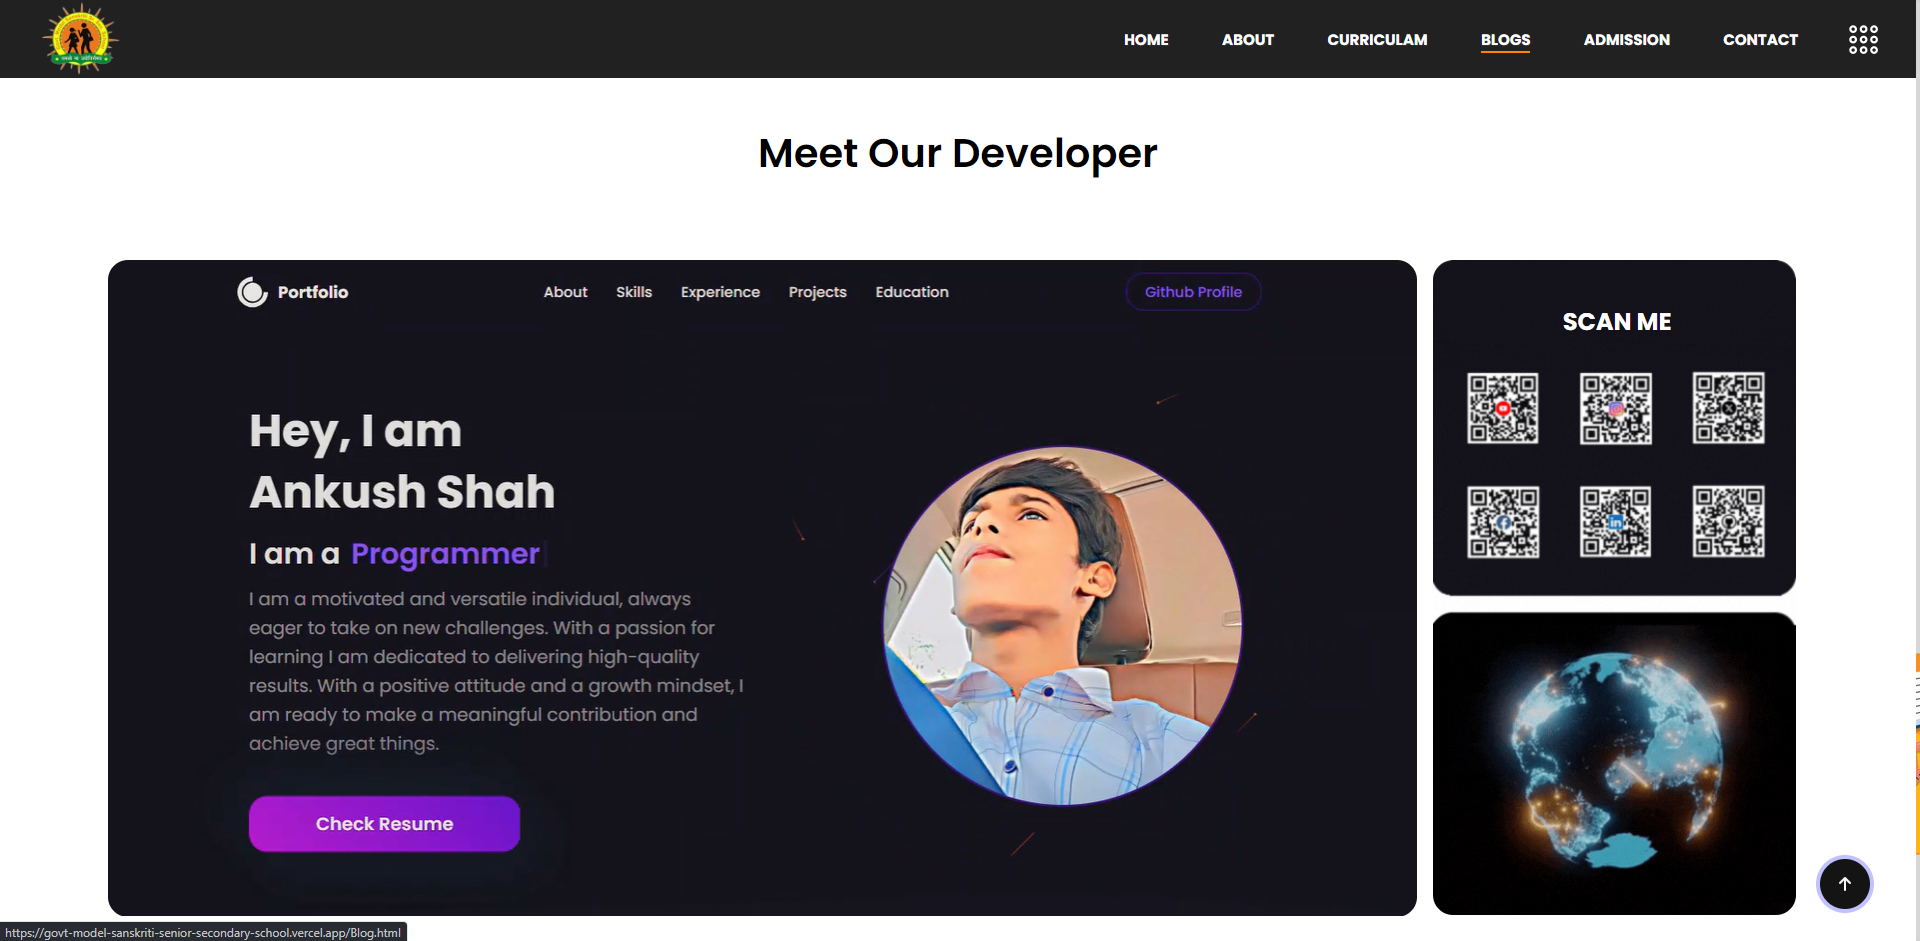 HOME
ABOUT
CURRICULAM
BLOGS
ADMISSION
CONTACT
Meet Our Developer
Portfolio
About
Skills
Experience
Projects
Education
Github Profile
Hey, I am
Ankush Shah
I am a Programmer
I am a motivated and versatile individual, always
eager to take on new challenges. With a passion for
learning I am dedicated to delivering high-quality
results. With a positive attitude and a growth mindset, I
am ready to make a meaningful contribution and
achieve great things.
Check Resume
SCAN ME
https://govt-model-sanskriti-senior-secondary-school.vercel.app/Blog.html